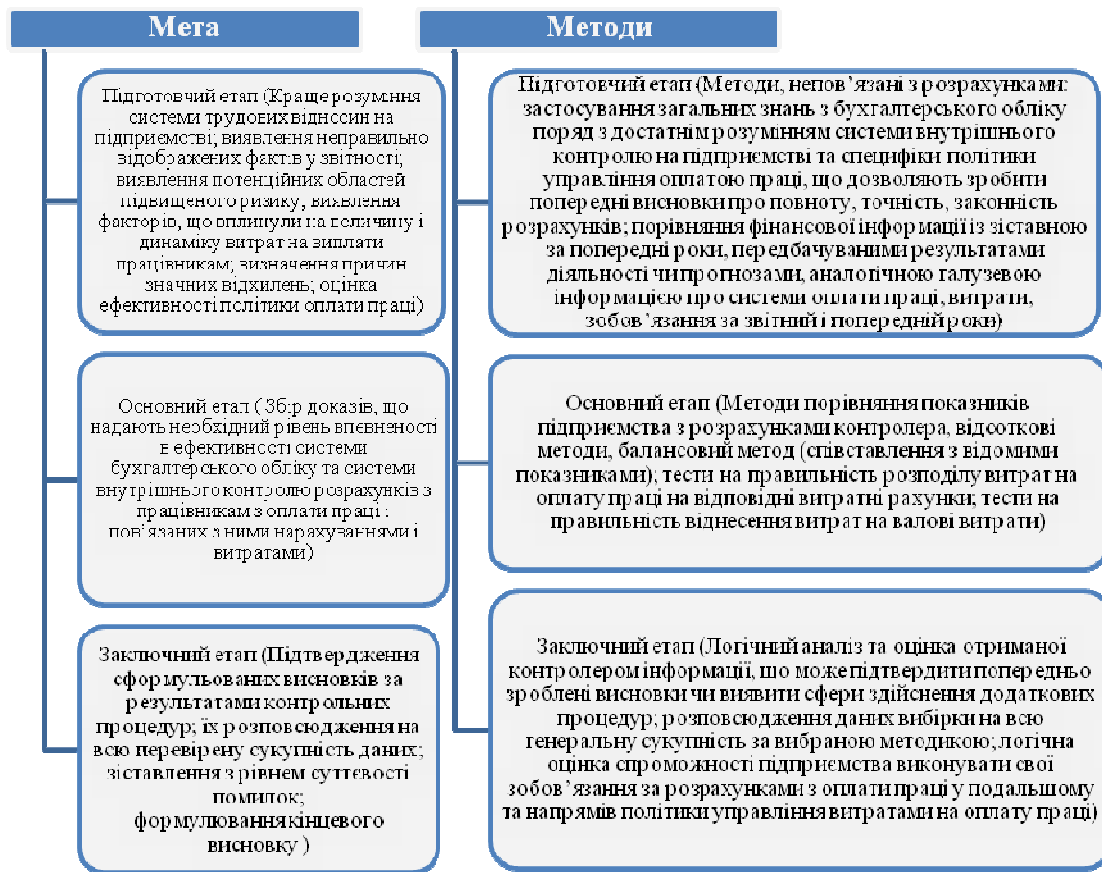 Мета
Підготовчий етап (Краще розуміння
системи трудових відносин на
підприємстві; виявлення неправильно
відображених фактів у звітності;
виявлення потенційних областей
підвищеного ризику; виявлення
факторів, що вплинули на величину і
динаміку витрат на виплати
працівникам; визначення причин
значних відхилень; оцінка
ефективності політики оплати праці)
Основний етап ( Збір доказів, що
надають необхідний рівень впевненості
в ефективності системи
бухгалтерського обліку та системи
внутрішнього контролю розрахунків з
працівникам з оплати праці і
пов’язаних з ними нарахуваннями і
витратами)
Заключний етап (Підтвердження
сформульованих висновків за
результатами контрольних
процедур; їх розповсюдження на
всю перевірену сукупність даних;
зіставлення з рівнем суттєвості
помилок;
формулювання кінцевого
висновку )
Методи
Підготовчий етап (Методи, непов’язані з розрахунками:
застосування загальних знань з бухгалтерського обліку
поряд з достатнім розумінням системи внутрішнього
контролю на підприємстві та специфіки політики
управління оплатою праці, що дозволяють зробити
попередні висновки про повноту, точність, законність
розрахунків; порівняння фінансової інформації із зіставною
за попередні роки, передбачуваними результатами
діяльності чи прогнозами, аналогічною галузевою
інформацією про системи оплати праці, витрати,
зобов’язання за звітний і попередній роки)
Основний етап (Методи порівняння показників
підприємства з розрахунками контролера, відсоткові
методи, балансовий метод (співставлення з відомими
показниками); тести на правильність розподілу витрат на
оплату праці на відповідні витратні рахунки; тести на
правильність віднесення витрат на валові витрати)
Заключний етап (Логічний аналіз та оцінка отриманої
контролером інформації, що може підтвердити попередньо
зроблені висновки чи виявити сфери здійснення додаткових
процедур; розповсюдження даних вибірки на всю
генеральну сукупність за вибраною методикою; логічна
оцінка спроможності підприємства виконувати свої
зобов’язання за розрахунками з оплати праці у подальшому
та напрямів політики управління витратами на оплату праці)